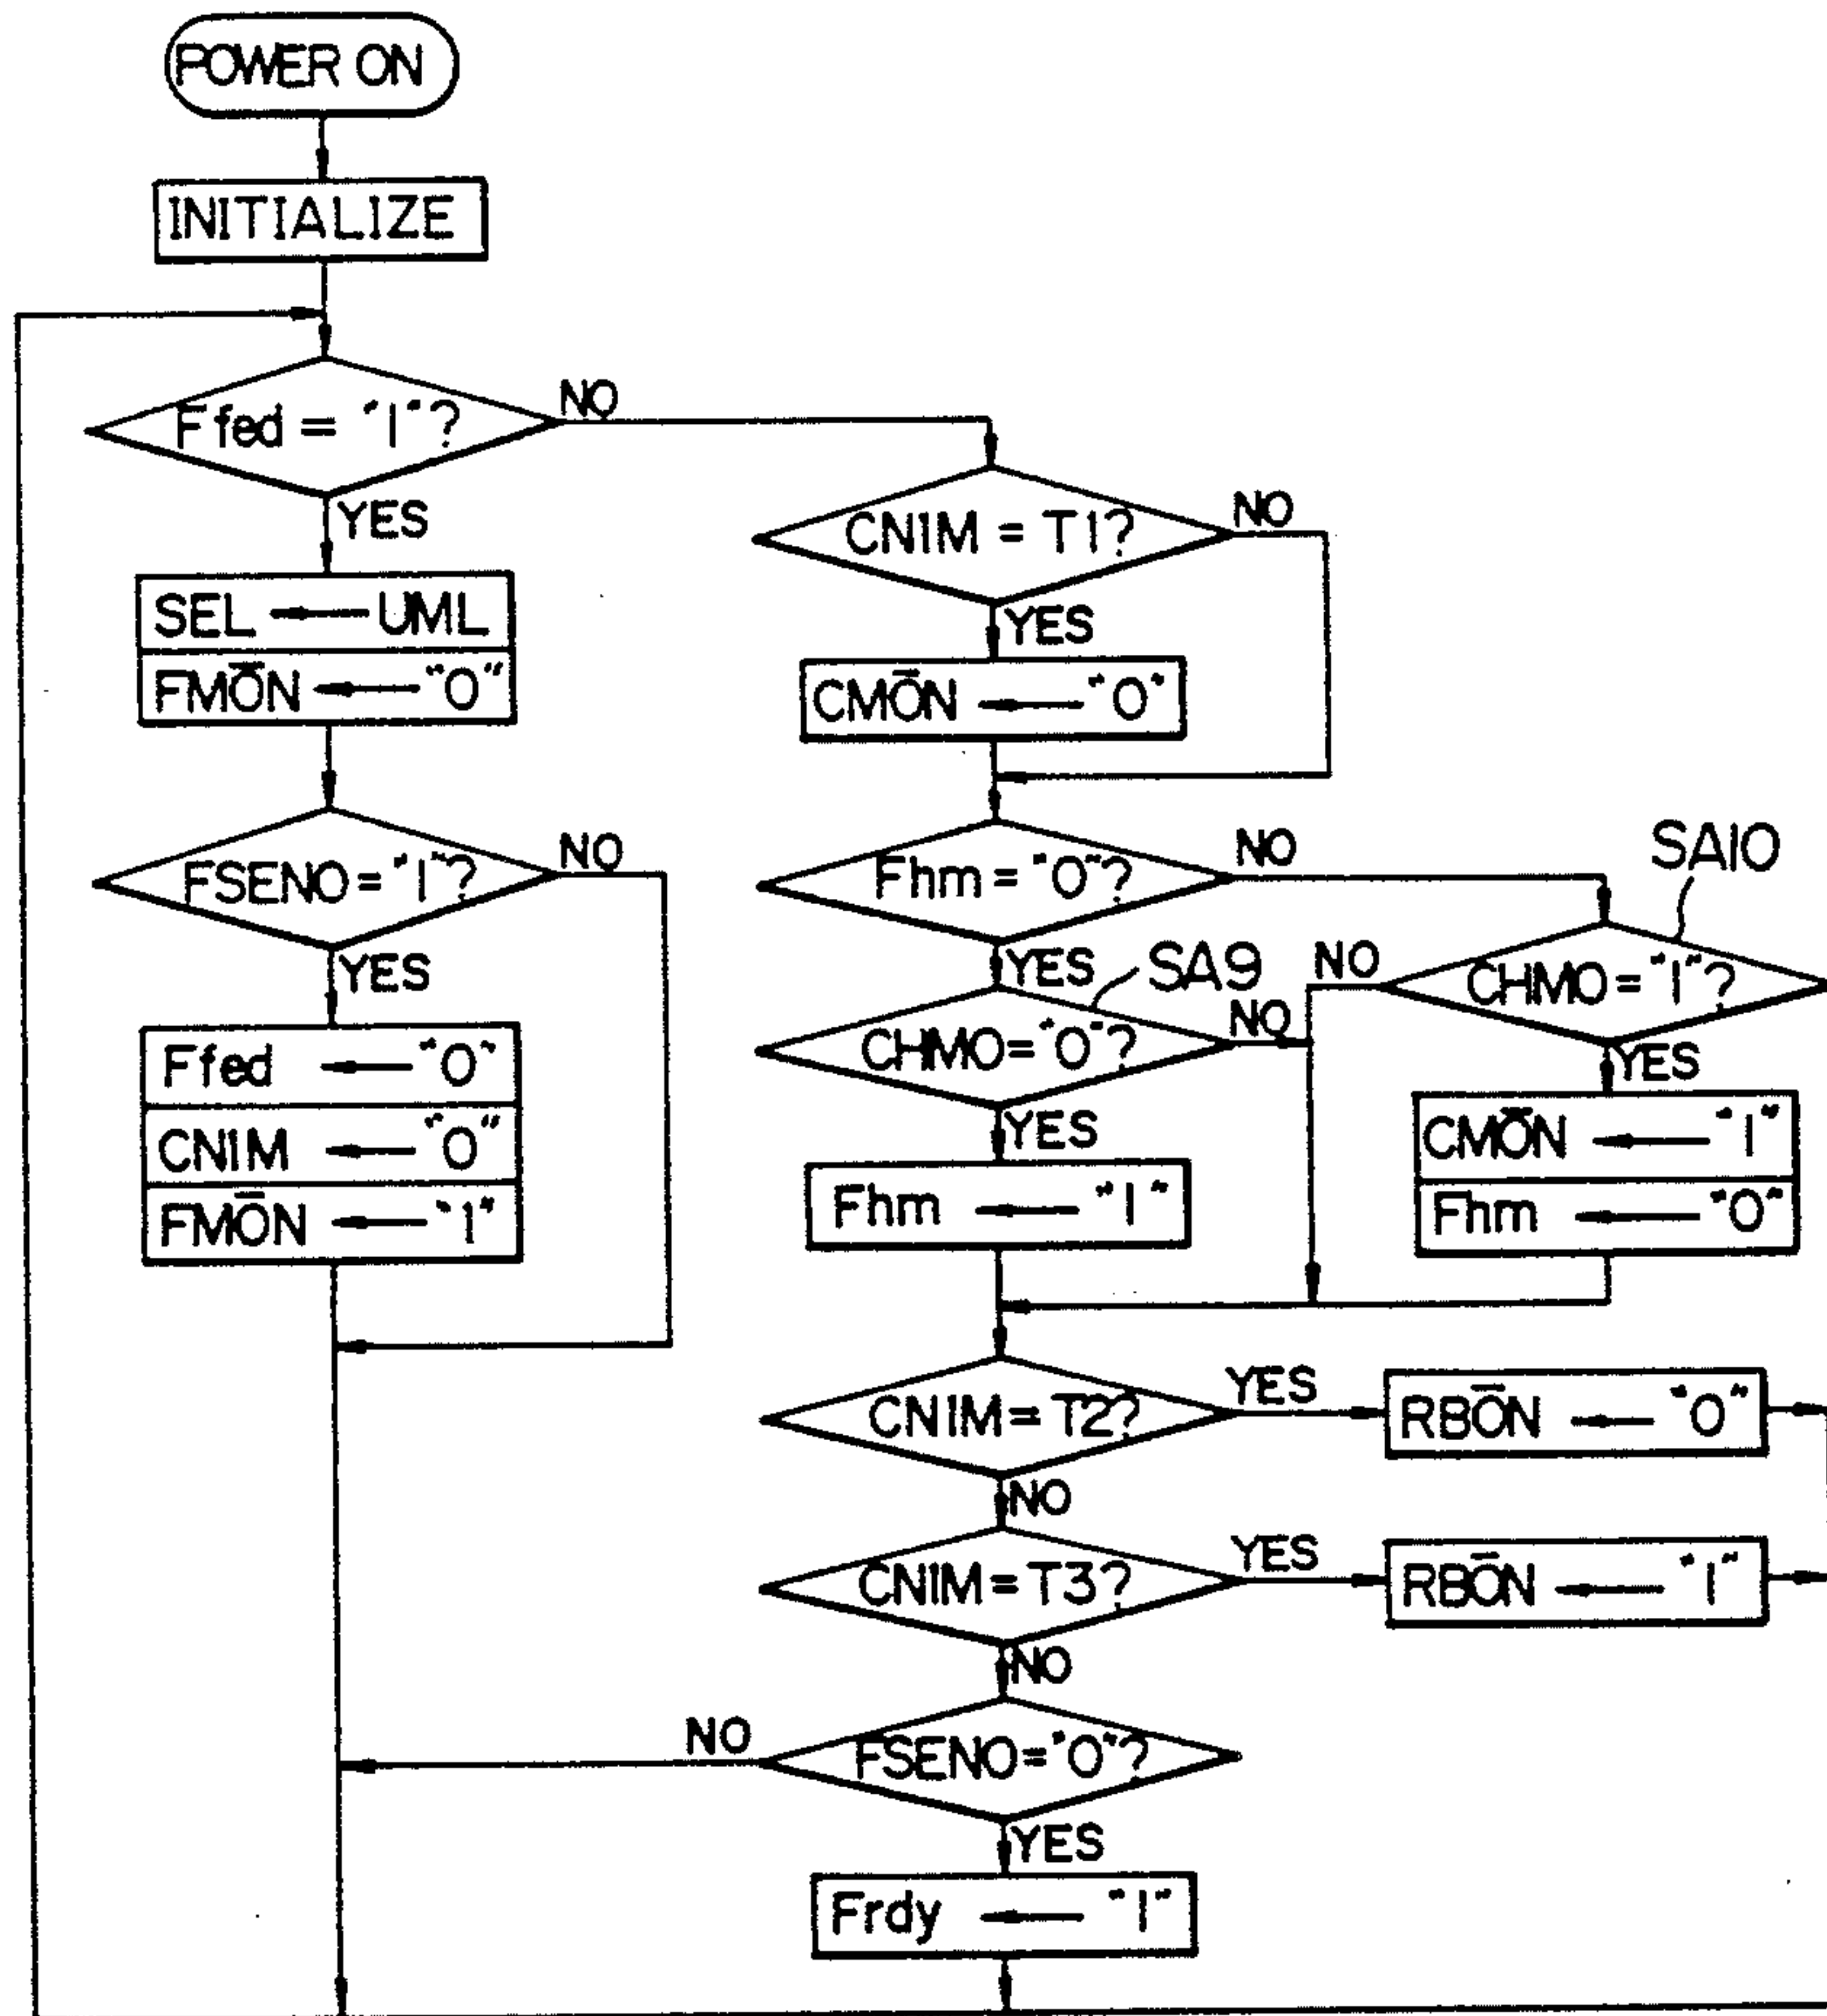 POWER ON
INITIALIZE
Ffed = "1"?
NO
YES
SEL ← UML
FMŌN ← "0"
FSENO = "1"?
NO
YES
Ffed ← "0"
CNIM ← "0"
FMŌN ← "1"
CNIM = T1?
NO
YES
CMŌN ← "0"
Fhm = "0"?
NO
YES
SA9
CHMO = "0"?
NO
YES
Fhm ← "1"
SA10
CHMO = "1"?
NO
YES
CMŌN ← "1"
Fhm ← "0"
CNIM = T2?
YES
RBŌN ← "0"
NO
CNIM = T3?
YES
RBŌN ← "1"
NO
FSENO = "0"?
NO
YES
Frdy ← "1"